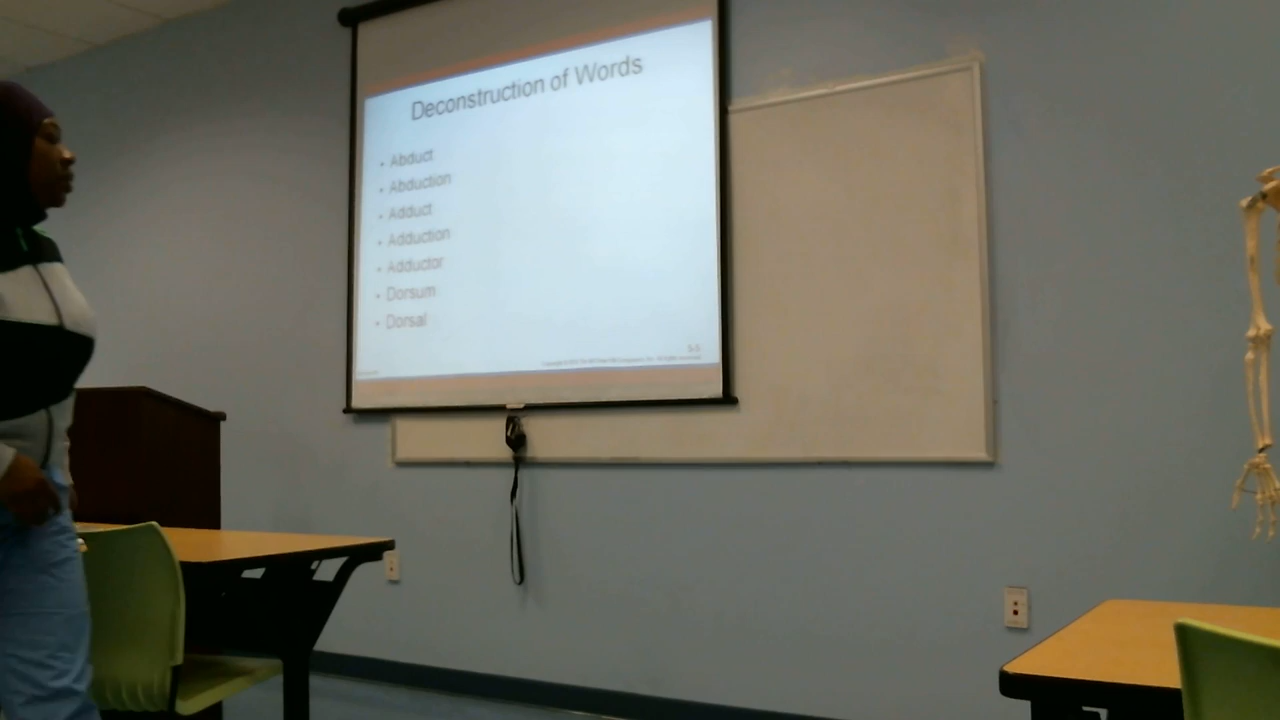 Deconstruction of Words
• Abduct
• Abduction
• Adduct
• Adduction
• Adductor
• Dorsum
• Dorsal